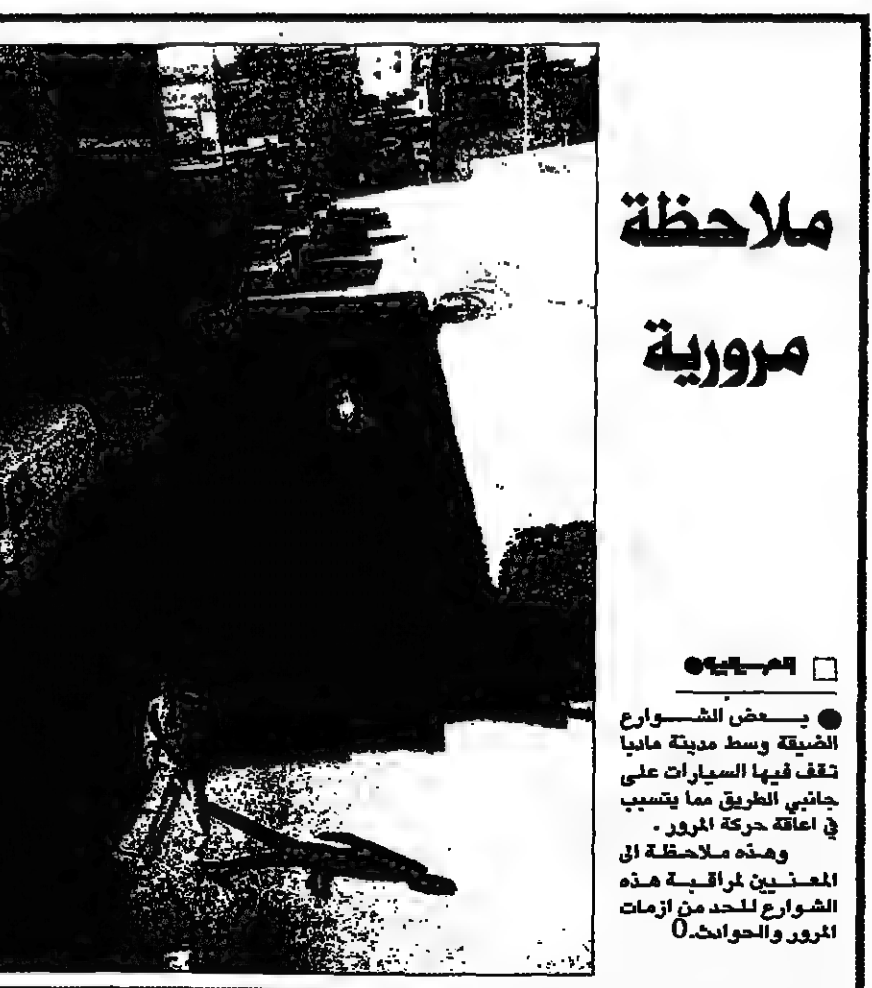 ملاحظة
مرورية
● بعض الشوارع
الضيقة وسط مدينة مادبا
تقف فيها السيارات على
جانبي الطريق مما يتسبب
في اعاقة حركة المرور .
وهذه ملاحظة الى
المعنيين لمراقبة هذه
الشوارع للحد من ازمات
المرور والحوادث.0